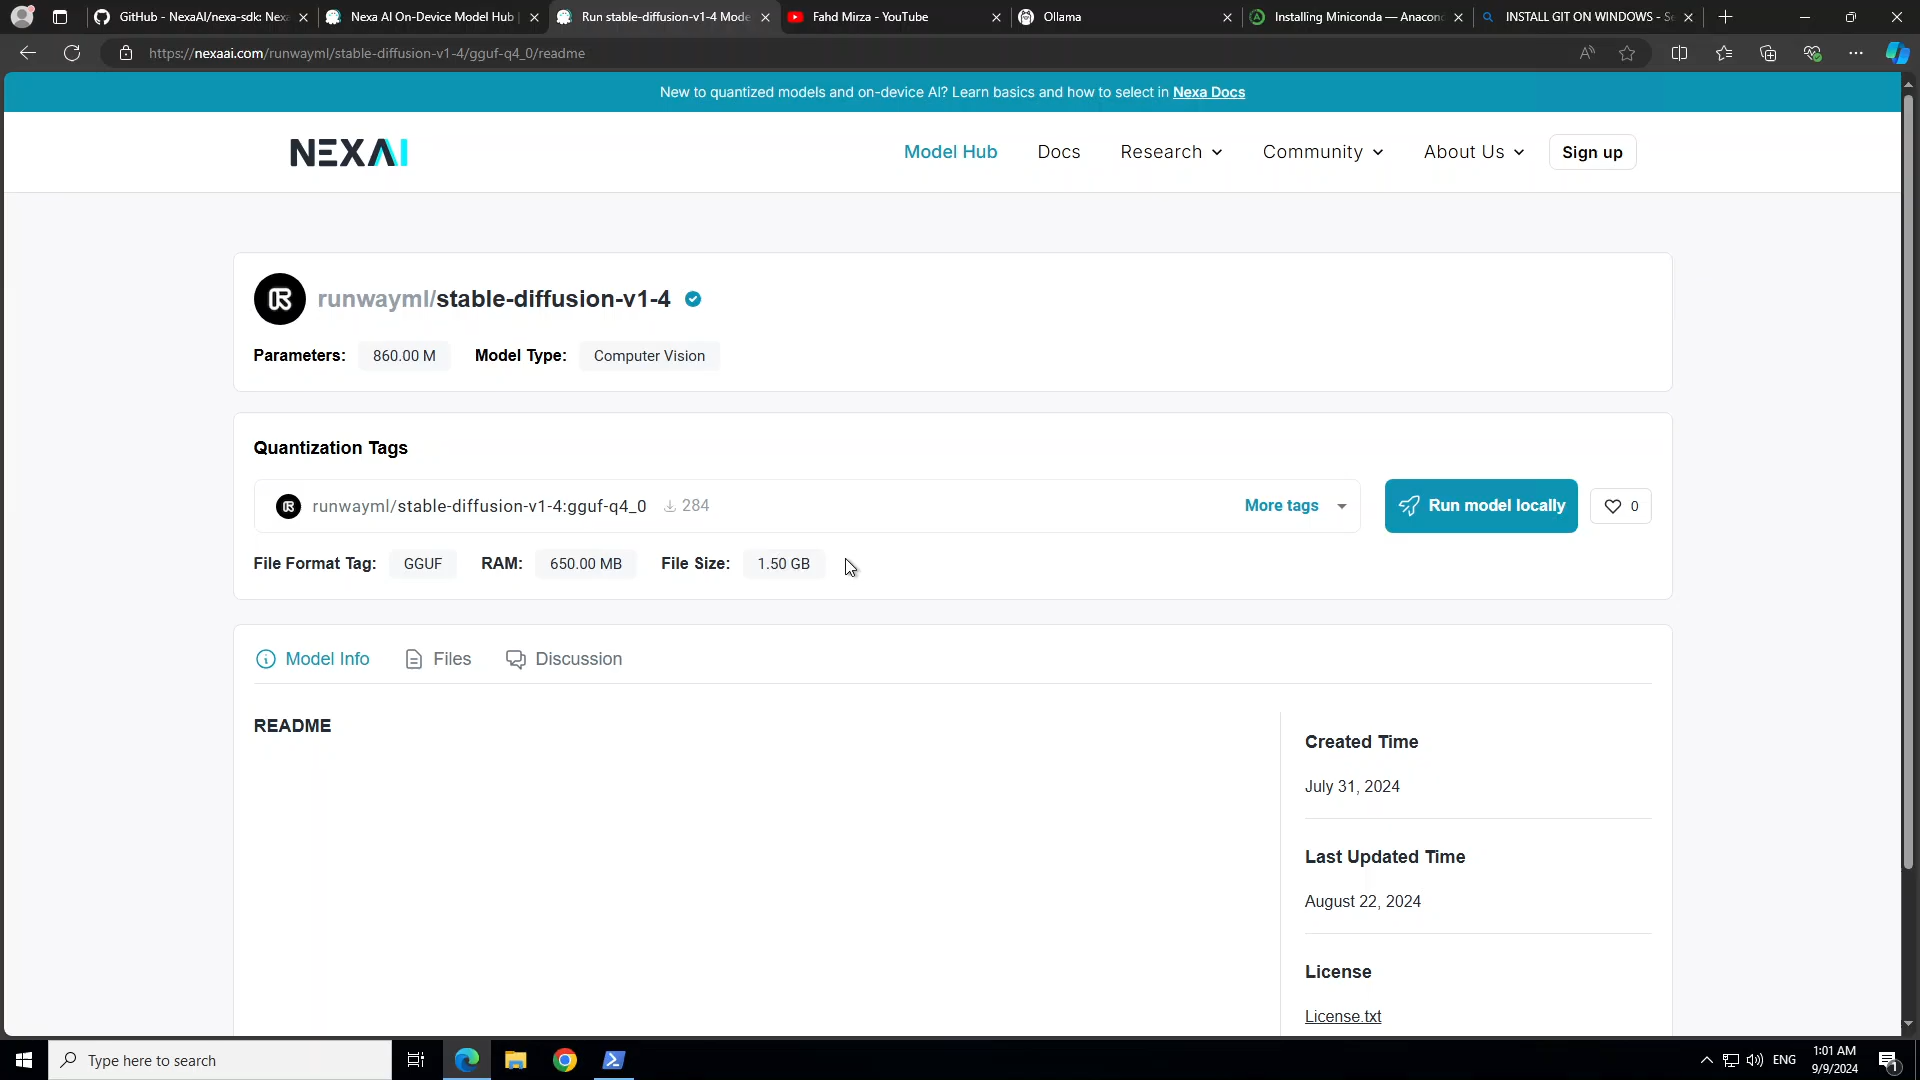 GitHub - NexaAI/nexa-sdk: Nexa
Nexa AI On-Device Model Hub |
Run stable-diffusion-v1-4 Mode
Fahd Mirza - YouTube
Ollama
Installing Miniconda — Anacon
INSTALL GIT ON WINDOWS - Se
https://nexaai.com/runwayml/stable-diffusion-v1-4/gguf-q4_0/readme
New to quantized models and on-device AI? Learn basics and how to select in Nexa Docs
NEXAAI
Model Hub
Docs
Research
Community
About Us
Sign up
runwayml/stable-diffusion-v1-4
Parameters: 860.00 M Model Type: Computer Vision
Quantization Tags
runwayml/stable-diffusion-v1-4:gguf-q4_0 284
More tags
Run model locally
0
File Format Tag: GGUF RAM: 650.00 MB File Size: 1.50 GB
Model Info
Files
Discussion
README
Created Time
July 31, 2024
Last Updated Time
August 22, 2024
License
License.txt
Type here to search
ENG
1:01 AM
9/9/2024
1